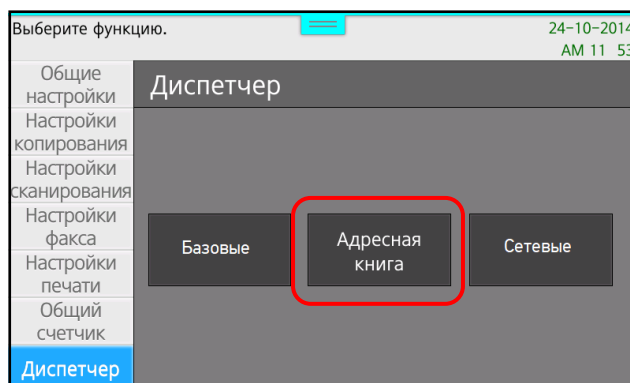 Выберите функцию.
24-10-2014
AM 11 53
Общие
настройки
Настройки
копирования
Настройки
сканирования
Настройки
факса
Настройки
печати
Общий
счетчик
Диспетчер
Диспетчер
Базовые
Адресная
книга
Сетевые